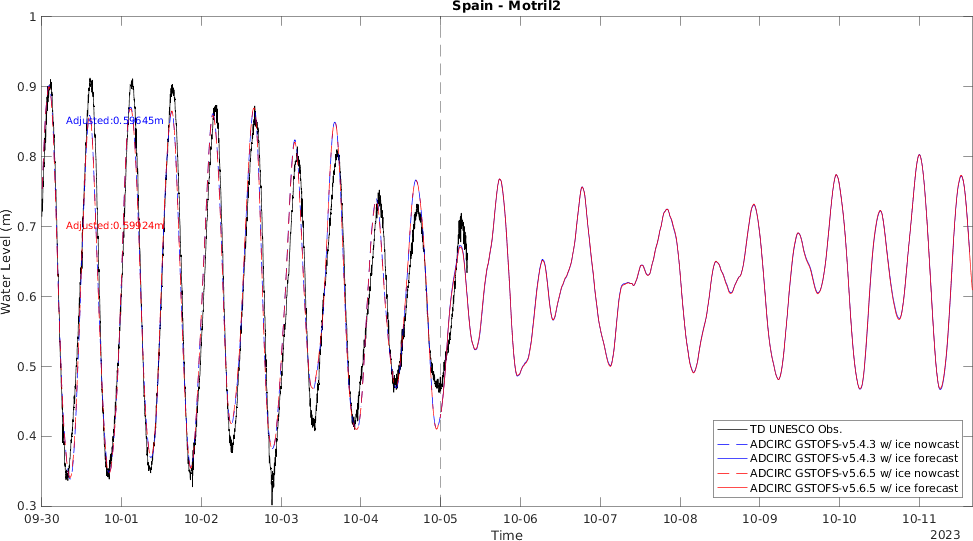 Spain - Motril2
1
0.9
0.8
0.7
0.6
0.5
0.4
0.3
Water Level (m)
Adjusted:0.59645m
Adjusted:0.59924m
TD UNESCO Obs.
ADCIRC GSTOFS-v5.4.3 w/ ice nowcast
ADCIRC GSTOFS-v5.4.3 w/ ice forecast
ADCIRC GSTOFS-v5.6.5 w/ ice nowcast
ADCIRC GSTOFS-v5.6.5 w/ ice forecast
09-30 10-01 10-02 10-03 10-04 10-05 10-06 10-07 10-08 10-09 10-10 10-11
Time
2023